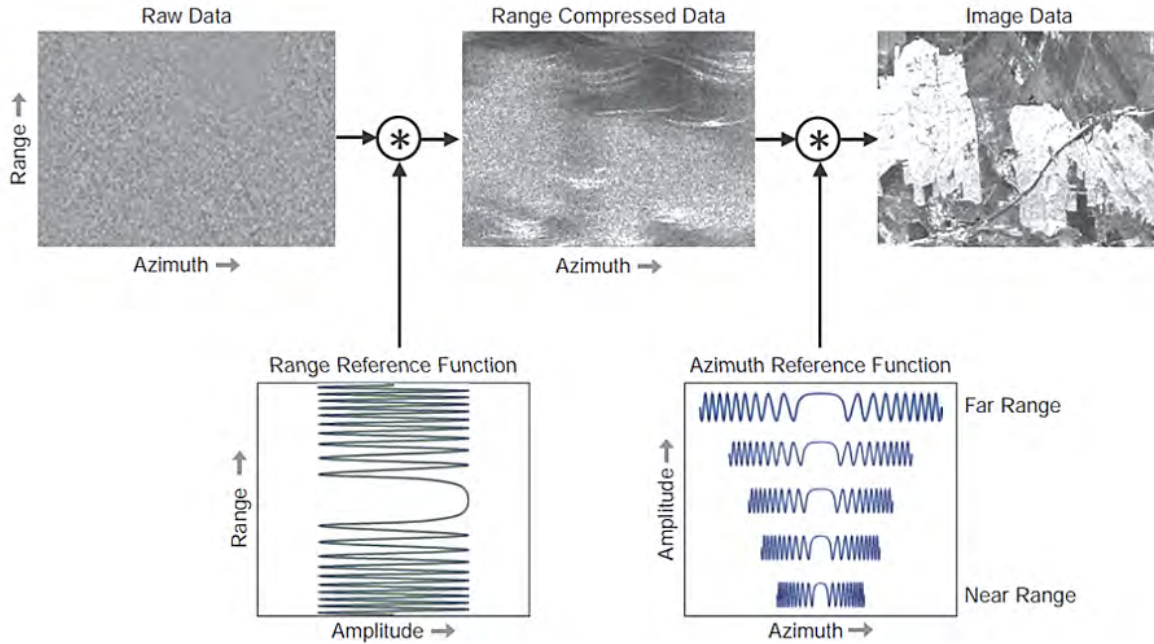 Raw Data
Range Compressed Data
Image Data
Range →
*
*
Azimuth →
Azimuth →
Range Reference Function
Azimuth Reference Function
Far Range
Range →
Amplitude →
Near Range
Amplitude →
Azimuth →